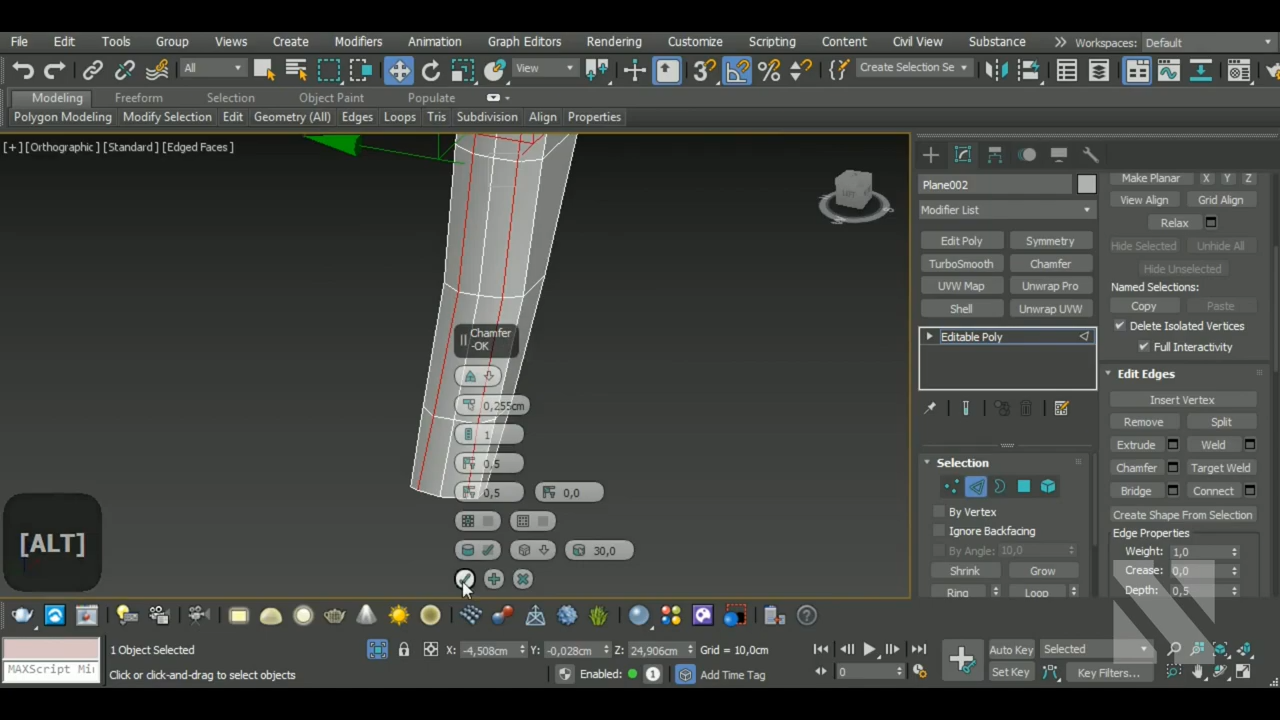 File Edit Tools Group Views Create Modifiers Animation Graph Editors Rendering Customize Scripting Content Civil View Substance Workspaces: Default
All View Create Selection Se
Modeling Freeform Selection Object Paint Populate
Polygon Modeling Modify Selection Edit Geometry (All) Edges Loops Tris Subdivision Align Properties
[+] [Orthographic] [Standard] [Edged Faces]
Plane002
Modifier List
Edit Poly Symmetry
TurboSmooth Chamfer
UVW Map Unwrap Pro
Shell Unwrap UVW
Editable Poly
Selection
By Vertex
Ignore Backfacing
By Angle: 10,0
Shrink Grow
Ring Loop
Make Planar X Y Z
View Align Grid Align
Relax
Hide Selected Unhide All
Hide Unselected
Named Selections:
Copy Paste
Delete Isolated Vertices
Full Interactivity
Edit Edges
Insert Vertex
Remove Split
Extrude Weld
Chamfer Target Weld
Bridge Connect
Create Shape From Selection
Edge Properties
Weight: 1,0
Crease: 0,0
Depth: 0,5
Chamfer
-OK
0,255cm
1
0,5
0,5 0,0
30,0
[ALT]
1 Object Selected X: -4,508cm Y: -0,028cm Z: 24,906cm Grid = 10,0cm
MAXScript Mi
Click or click-and-drag to select objects Enabled: 1 Add Time Tag
0
Auto Key Selected
Set Key Key Filters...